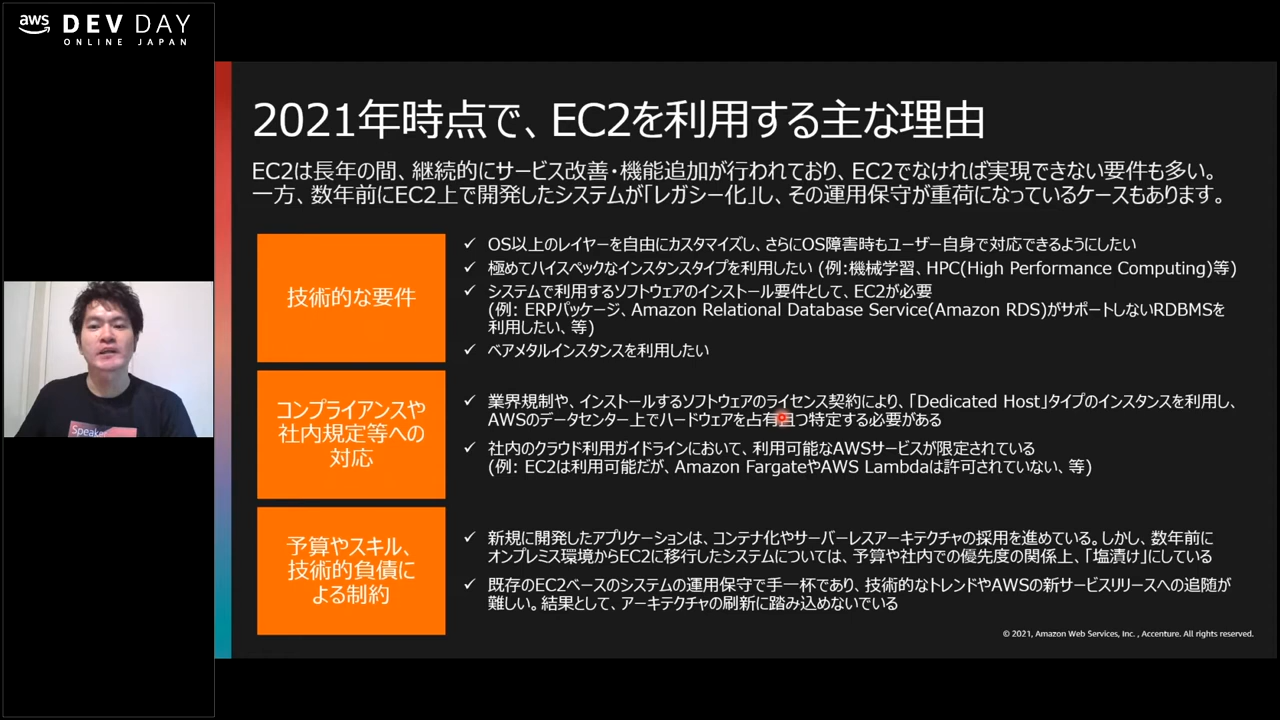 aws DEV DAY
ONLINE JAPAN
Speaker
2021年時点で、EC2を利用する主な理由
EC2は長年の間、継続的にサービス改善・機能追加が行われており、EC2でなければ実現できない要件も多い。
一方、数年前にEC2上で開発したシステムが「レガシー化」し、その運用保守が重荷になっているケースもあります。
技術的な要件
✓ OS以上のレイヤーを自由にカスタマイズし、さらにOS障害時もユーザー自身で対応できるようにしたい
✓ 極めてハイスペックなインスタンスタイプを利用したい (例:機械学習、HPC(High Performance Computing)等)
✓ システムで利用するソフトウェアのインストール要件として、EC2が必要
(例: ERPパッケージ、Amazon Relational Database Service(Amazon RDS)がサポートしないRDBMSを
利用したい、等)
✓ ベアメタルインスタンスを利用したい
コンプライアンスや
社内規定等への
対応
✓ 業界規制や、インストールするソフトウェアのライセンス契約により、「Dedicated Host」タイプのインスタンスを利用し、
AWSのデータセンター上でハードウェアを占有且つ特定する必要がある
✓ 社内のクラウド利用ガイドラインにおいて、利用可能なAWSサービスが限定されている
(例: EC2は利用可能だが、Amazon FargateやAWS Lambdaは許可されていない、等)
予算やスキル、
技術的負債に
よる制約
✓ 新規に開発したアプリケーションは、コンテナ化やサーバーレスアーキテクチャの採用を進めている。しかし、数年前に
オンプレミス環境からEC2に移行したシステムについては、予算や社内での優先度の関係上、「塩漬け」にしている
✓ 既存のEC2ベースのシステムの運用保守で手一杯であり、技術的なトレンドやAWSの新サービスリリースへの追随が
難しい。結果として、アーキテクチャの刷新に踏み込めないでいる
© 2021, Amazon Web Services, Inc. , Accenture. All rights reserved.